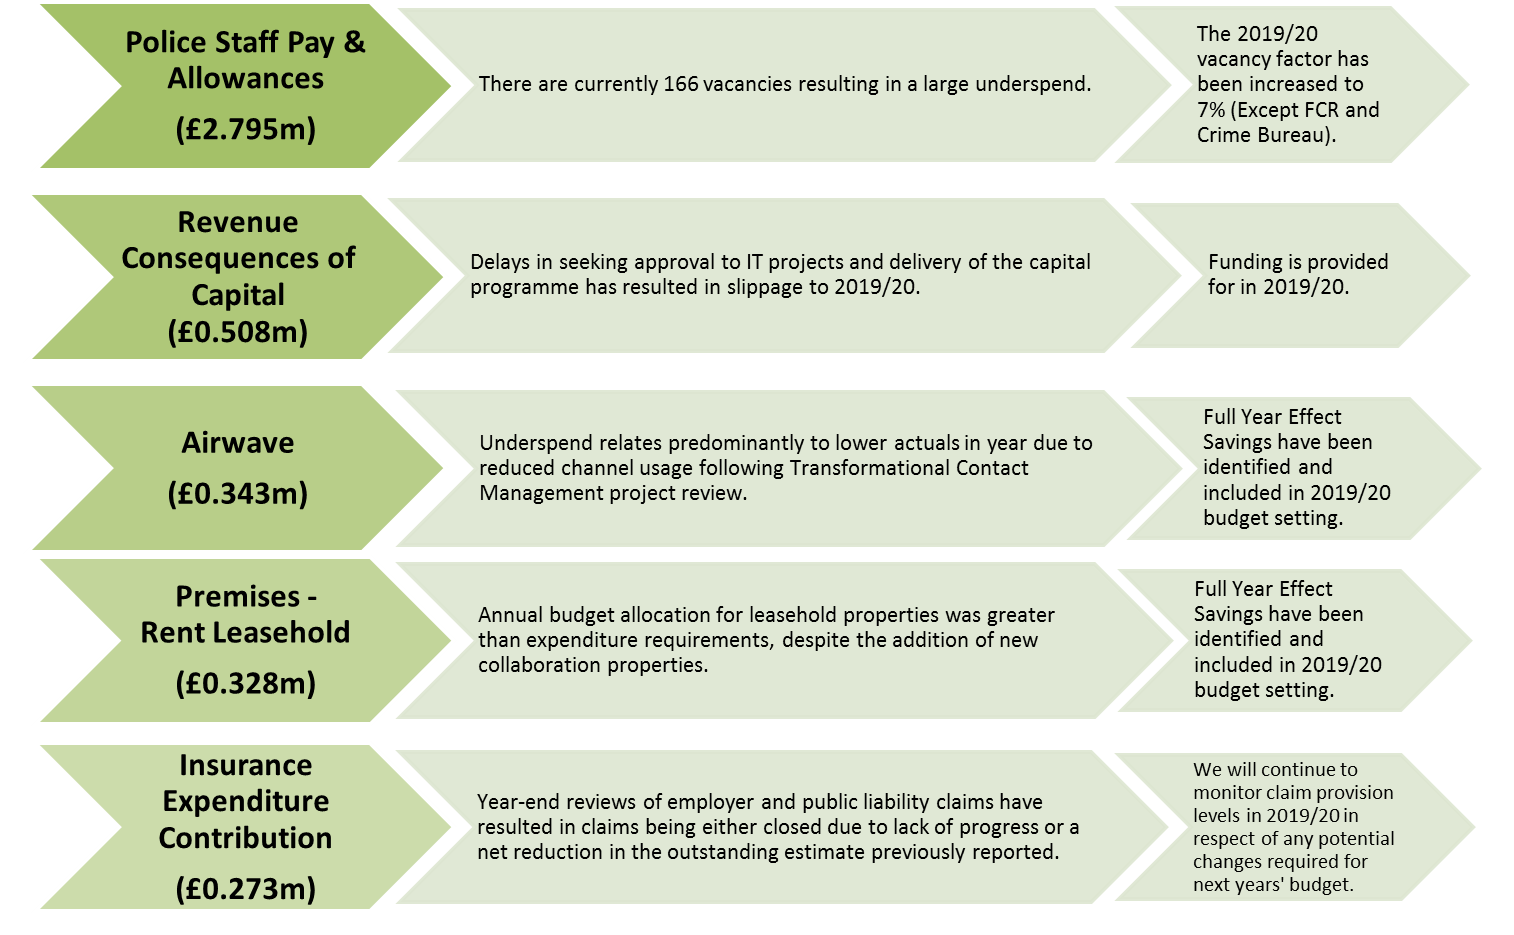 Police Staff Pay &
Allowances
(£2.795m)
There are currently 166 vacancies resulting in a large underspend.
The 2019/20
vacancy factor has
been increased to
7% (Except FCR and
Crime Bureau).
Revenue
Consequences of
Capital
(£0.508m)
Delays in seeking approval to IT projects and delivery of the capital
programme has resulted in slippage to 2019/20.
Funding is provided
for in 2019/20.
Airwave
(£0.343m)
Underspend relates predominantly to lower actuals in year due to
reduced channel usage following Transformational Contact
Management project review.
Full Year Effect
Savings have been
identified and
included in 2019/20
budget setting.
Premises -
Rent Leasehold
(£0.328m)
Annual budget allocation for leasehold properties was greater
than expenditure requirements, despite the addition of new
collaboration properties.
Full Year Effect
Savings have been
identified and
included in 2019/20
budget setting.
Insurance
Expenditure
Contribution
(£0.273m)
Year-end reviews of employer and public liability claims have
resulted in claims being either closed due to lack of progress or a
net reduction in the outstanding estimate previously reported.
We will continue to
monitor claim provision
levels in 2019/20 in
respect of any potential
changes required for
next years' budget.